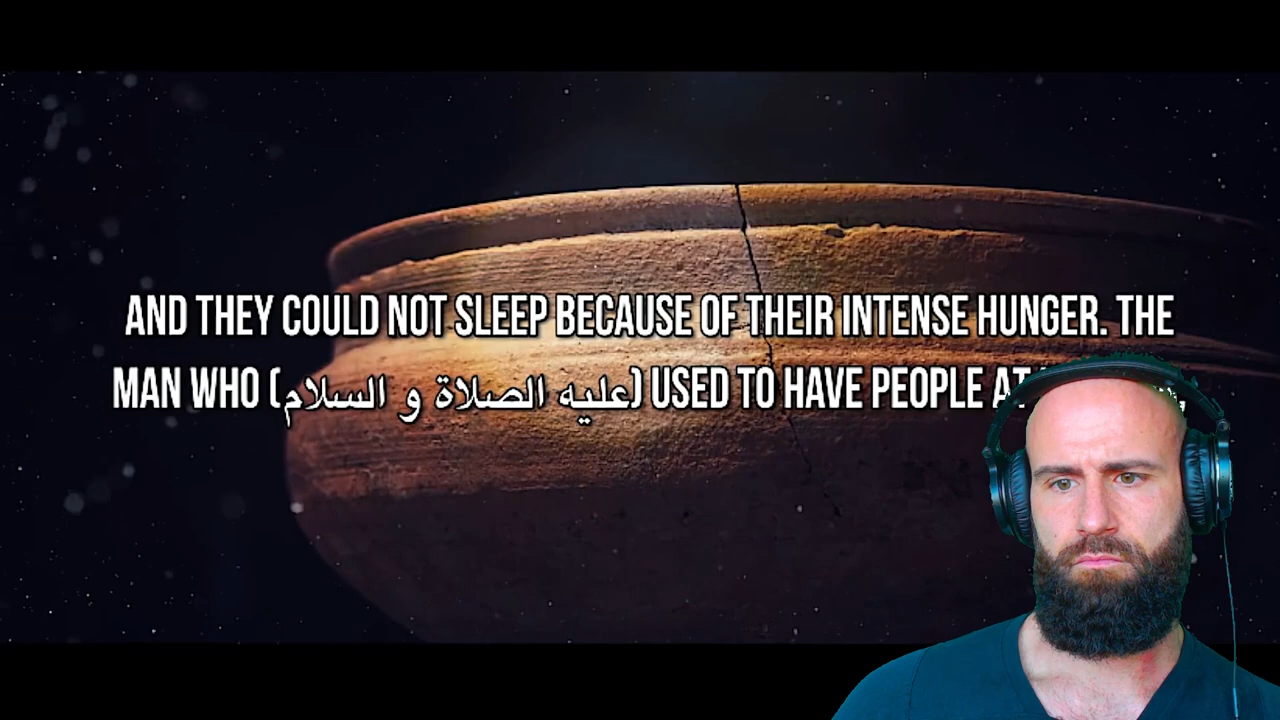 AND THEY COULD NOT SLEEP BECAUSE OF THEIR INTENSE HUNGER. THE
MAN WHO (عليه الصلاة و السلام) USED TO HAVE PEOPLE AT